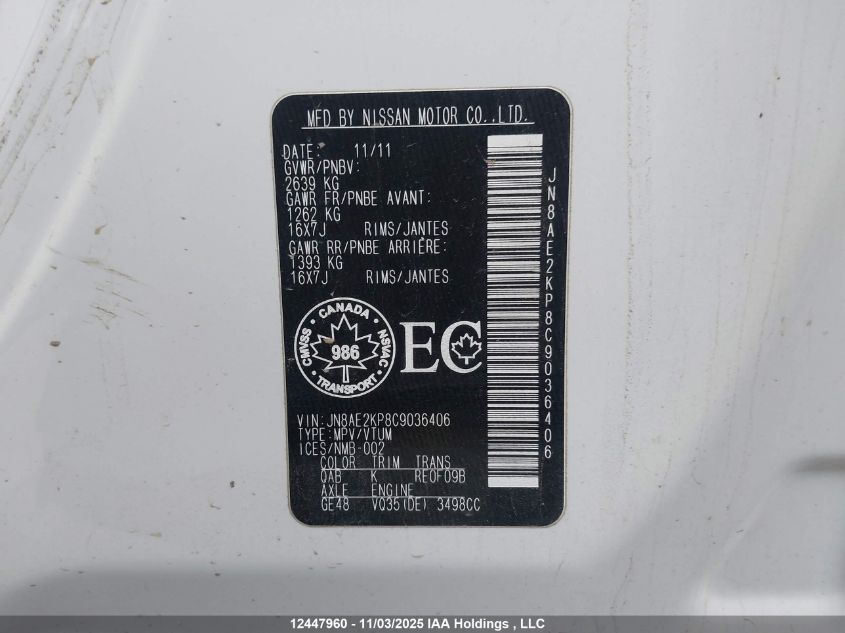 MFD BY NISSAN MOTOR CO.,LTD.
DATE: 11/11
GVWR/PNBV:
2639 KG
GAWR FR/PNBE AVANT:
1262 KG
16X7J RIMS/JANTES
GAWR RR/PNBE ARRIÈRE:
1393 KG
16X7J RIMS/JANTES
CANADA
CMVSS 986 NSVAC
TRANSPORT
EC
VIN:JN8AE2KP8C9036406
TYPE:MPV/VTUM
ICES/NMB-002
COLOR TRIM TRANS
QAB K RE0F09B
AXLE ENGINE
GE48 VQ35(DE) 3498CC
JN8AE2KP8C9036406
12447960 - 11/03/2025 IAA Holdings , LLC